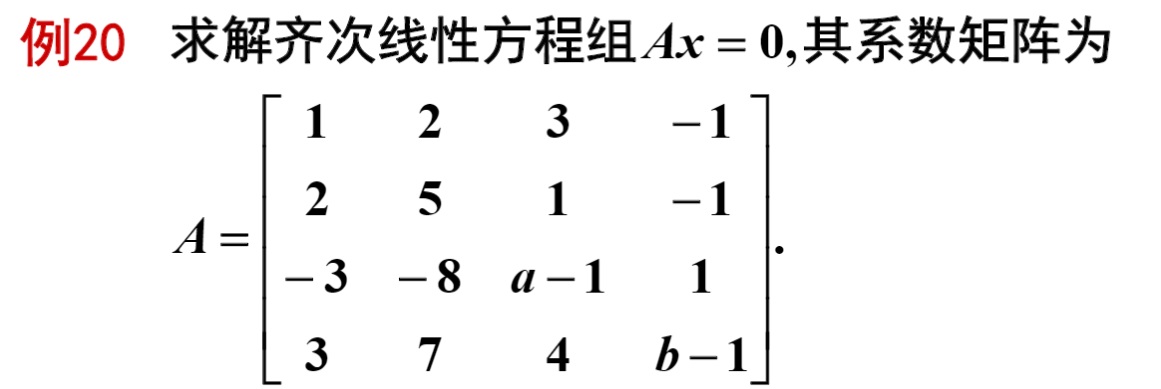 例20 求解齐次线性方程组Ax = 0,其系数矩阵为
1 2 3 −1
2 5 1 −1
A =
−3 −8 a−1 1
3 7 4 b−1
.